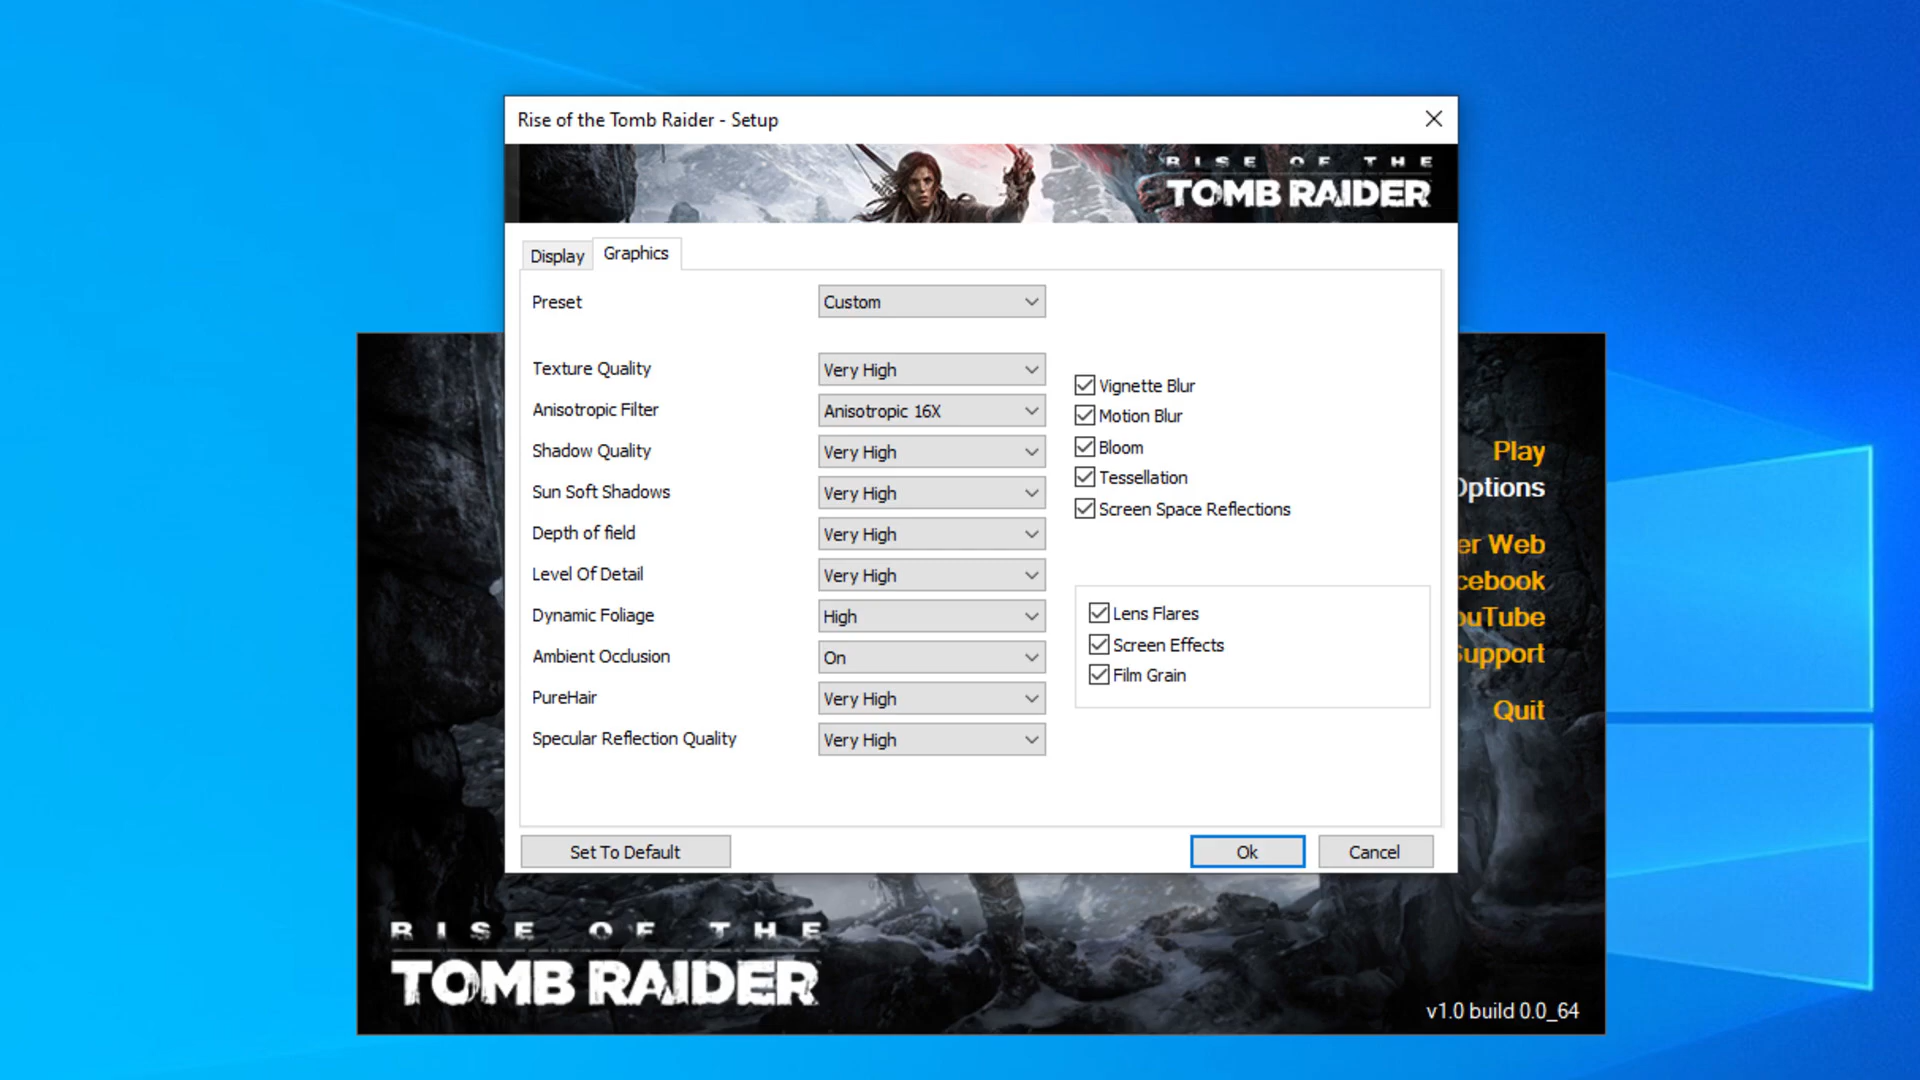 Rise of the Tomb Raider - Setup
RISE OF THE
TOMB RAIDER
Display
Graphics
Preset
Custom
Texture Quality
Very High
Anisotropic Filter
Anisotropic 16X
Shadow Quality
Very High
Sun Soft Shadows
Very High
Depth of field
Very High
Level Of Detail
Very High
Dynamic Foliage
High
Ambient Occlusion
On
PureHair
Very High
Specular Reflection Quality
Very High
Vignette Blur
Motion Blur
Bloom
Tessellation
Screen Space Reflections
Lens Flares
Screen Effects
Film Grain
Set To Default
Ok
Cancel
Play
Options
er Web
cebook
ouTube
Support
Quit
RISE OF THE
TOMB RAIDER
v1.0 build 0.0_64